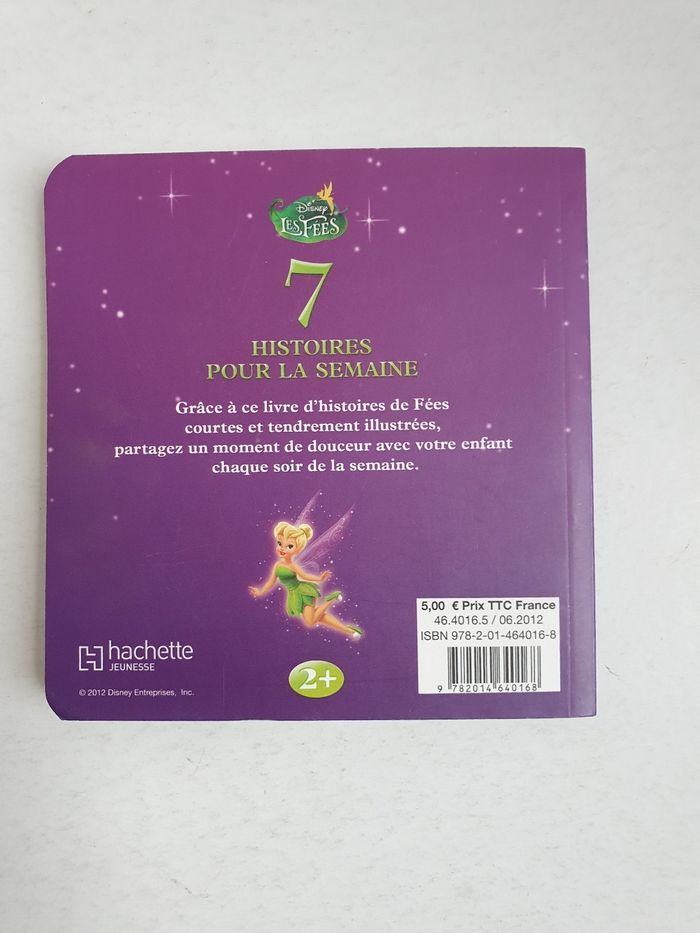 Disney
LES FÉES
7
HISTOIRES
POUR LA SEMAINE
Grâce à ce livre d'histoires de Fées
courtes et tendrement illustrées,
partagez un moment de douceur avec votre enfant
chaque soir de la semaine.
5,00 € Prix TTC France
46.4016.5 / 06.2012
ISBN 978-2-01-464016-8
9 782014 640168
hachette
JEUNESSE
2+
© 2012 Disney Entreprises, Inc.